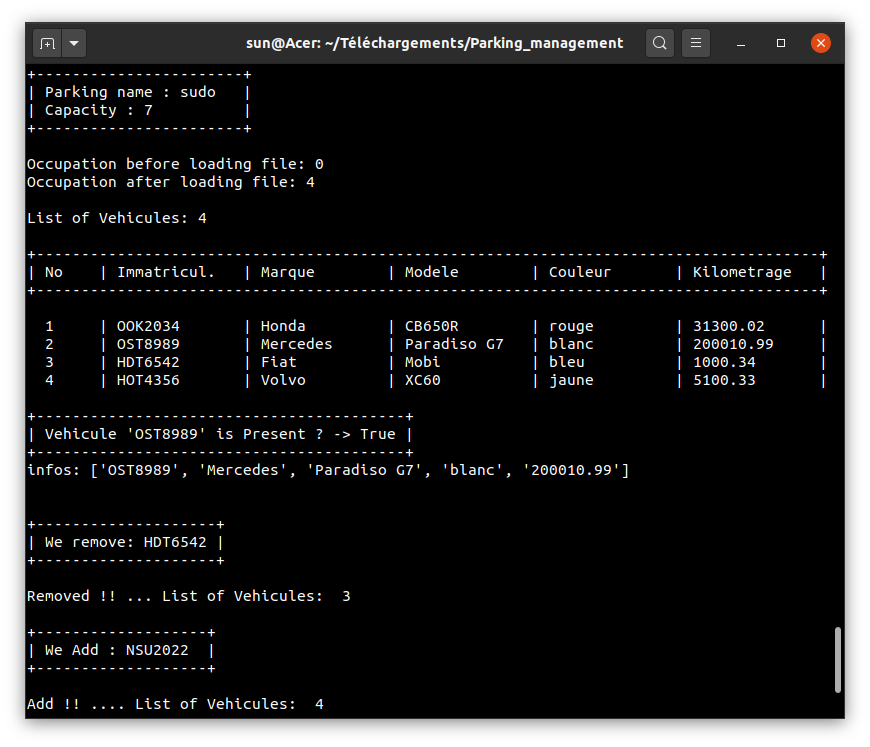 sun@Acer: ~/Téléchargements/Parking_management
+-----------------------+
| Parking name : sudo   |
| Capacity : 7          |
+-----------------------+
Occupation before loading file: 0
Occupation after loading file: 4
List of Vehicules: 4
+---------------------------------------------------------------------------------------+
| No    | Immatricul.   | Marque        | Modele        | Couleur       | Kilometrage   |
+---------------------------------------------------------------------------------------+
  1     | OOK2034       | Honda         | CB650R        | rouge         | 31300.02      |
  2     | OST8989       | Mercedes      | Paradiso G7   | blanc         | 200010.99     |
  3     | HDT6542       | Fiat          | Mobi          | bleu          | 1000.34       |
  4     | HOT4356       | Volvo         | XC60          | jaune         | 5100.33       |
+-----------------------------------------+
| Vehicule 'OST8989' is Present ? -> True |
+-----------------------------------------+
infos: ['OST8989', 'Mercedes', 'Paradiso G7', 'blanc', '200010.99']
+--------------------+
| We remove: HDT6542 |
+--------------------+
Removed !! ... List of Vehicules:  3
+-------------------+
| We Add : NSU2022  |
+-------------------+
Add !! .... List of Vehicules:  4